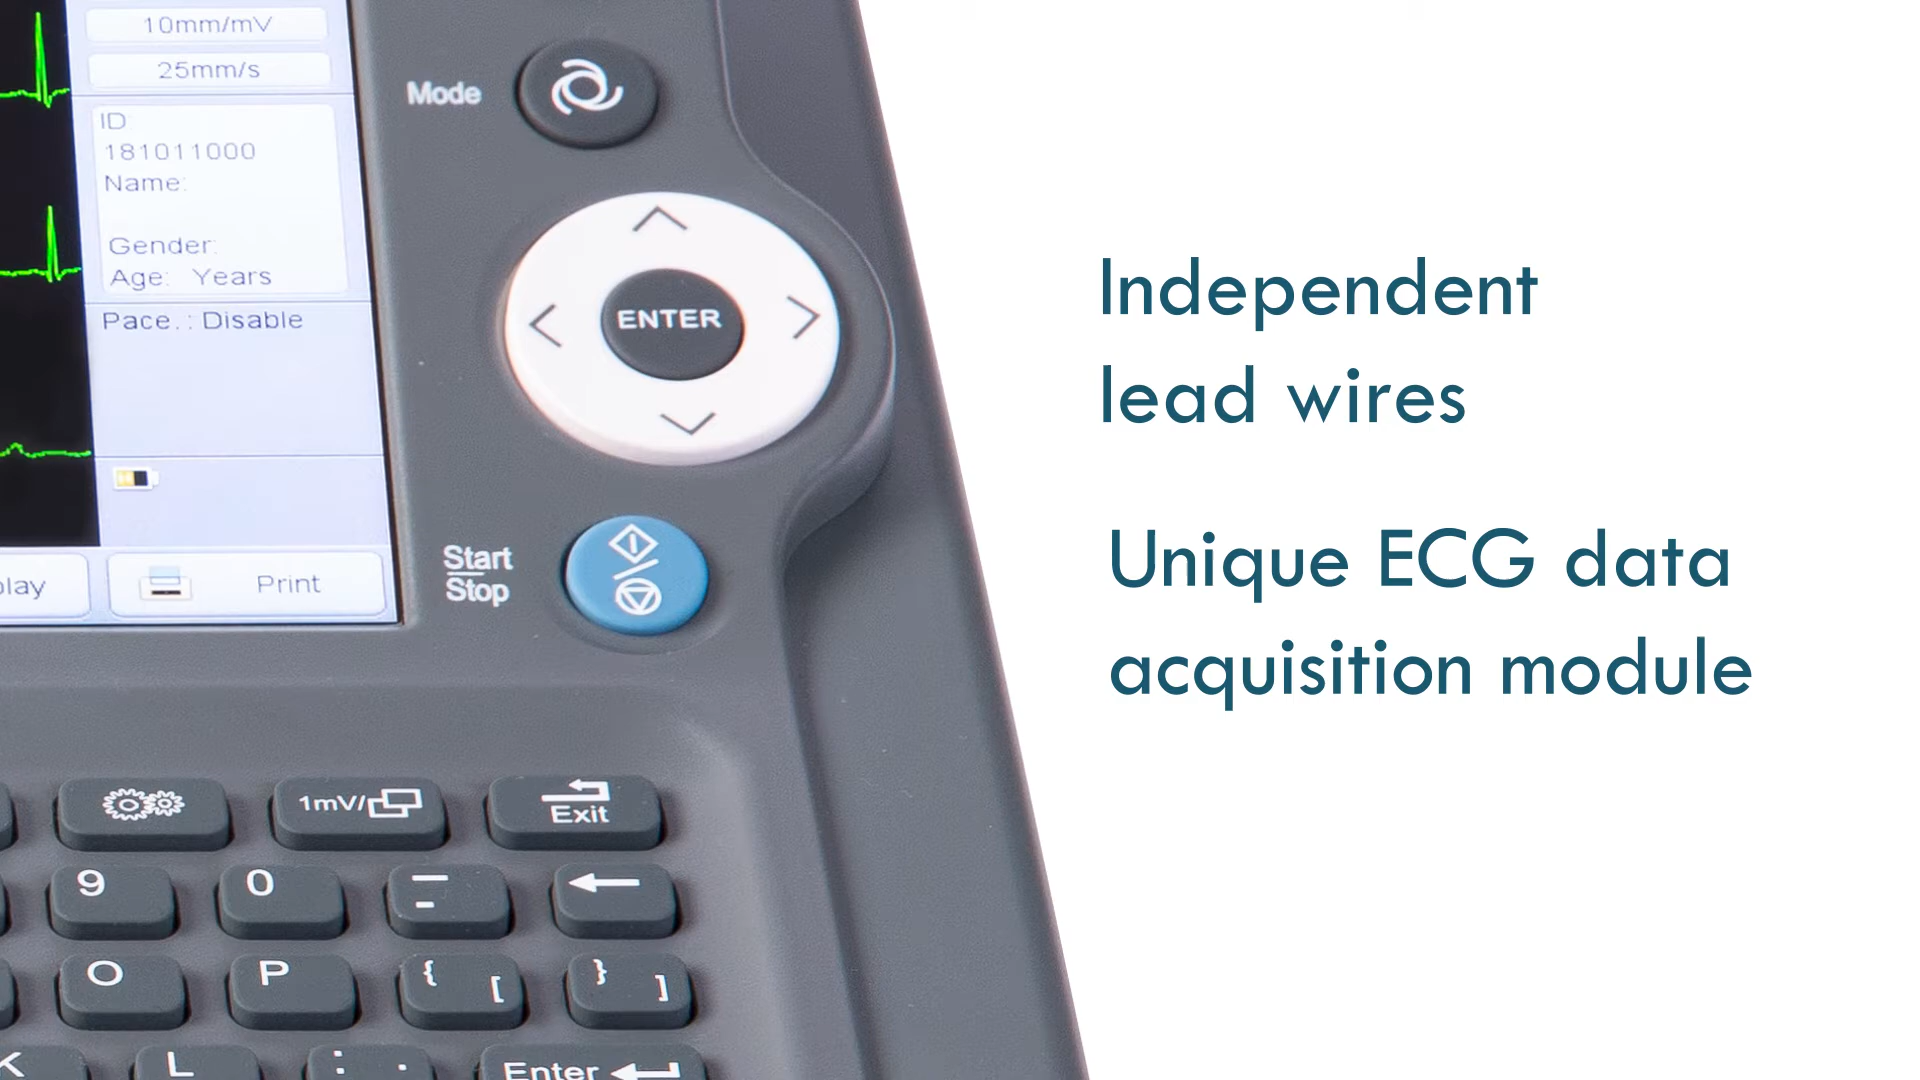 10mm/mV
25mm/s
ID:
181011000
Name:
Gender:
Age: Years
Pace. : Disable
Print
Mode
ENTER
Start
Stop
1mV/
Exit
9
0
O
P
{ [
} ]
K
L
: .
Enter
Independent
lead wires
Unique ECG data
acquisition module